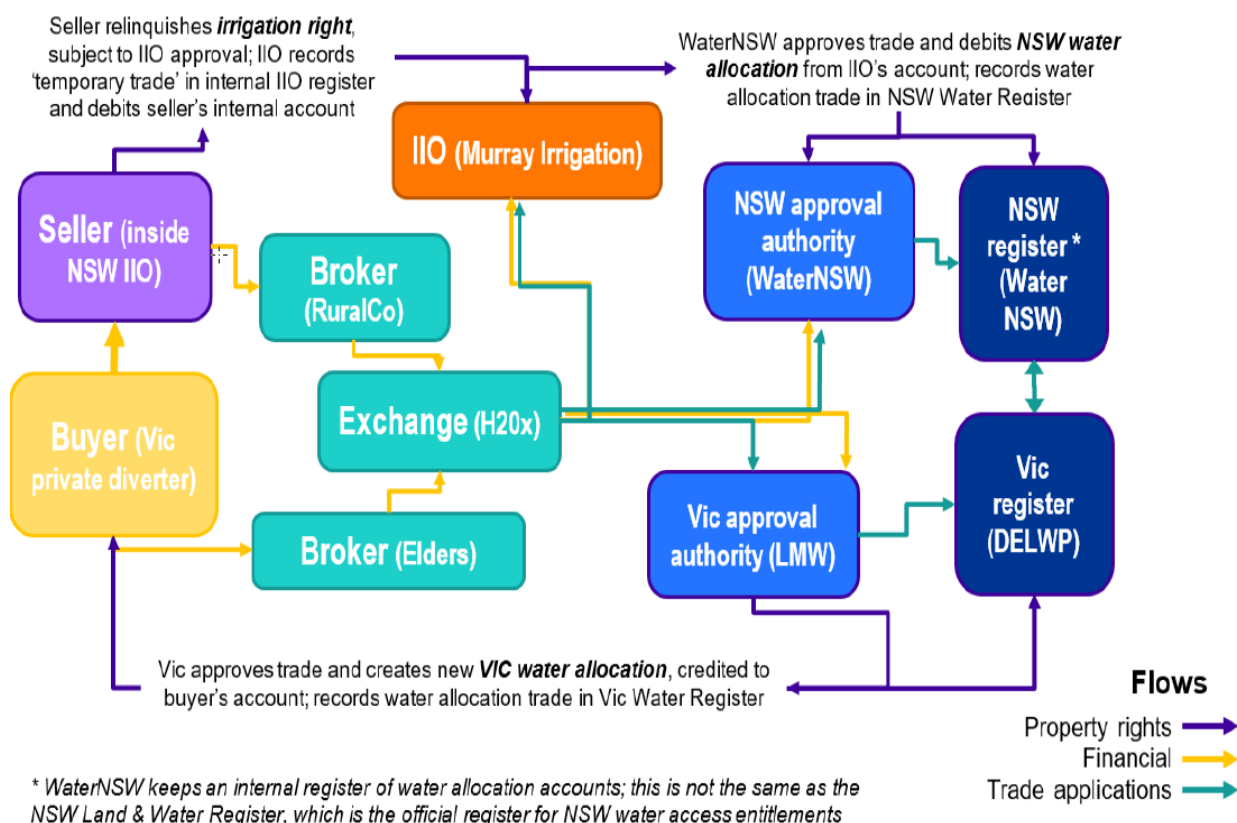 Seller relinquishes irrigation right,
subject to IIO approval; IIO records
'temporary trade' in internal IIO register
and debits seller's internal account
WaterNSW approves trade and debits NSW water
allocation from IIO's account; records water
allocation trade in NSW Water Register
IIO (Murray Irrigation)
Seller (inside
NSW IIO)
Broker
(RuralCo)
NSW approval
authority
(WaterNSW)
NSW
register *
(Water
NSW)
Buyer (Vic
private diverter)
Exchange (H20x)
Broker (Elders)
Vic approval
authority (LMW)
Vic
register
(DELWP)
Vic approves trade and creates new VIC water allocation, credited to
buyer's account; records water allocation trade in Vic Water Register
Flows
Property rights
Financial
Trade applications
* WaterNSW keeps an internal register of water allocation accounts; this is not the same as the
NSW Land & Water Register, which is the official register for NSW water access entitlements